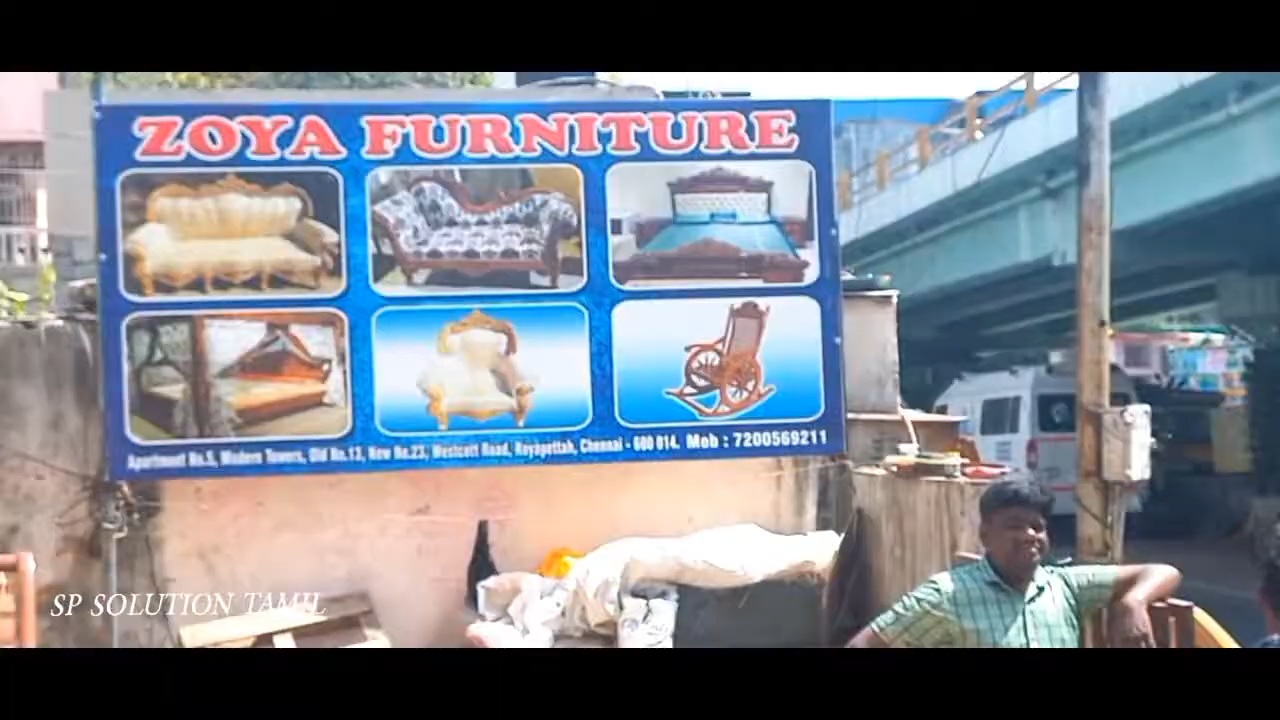 ZOYA FURNITURE
Apartment No.5, Modern Towers, Old No.13, New No.23, Westcott Road, Royapettah, Chennai - 600 014. Mob : 7200569211
SP SOLUTION TAMIL